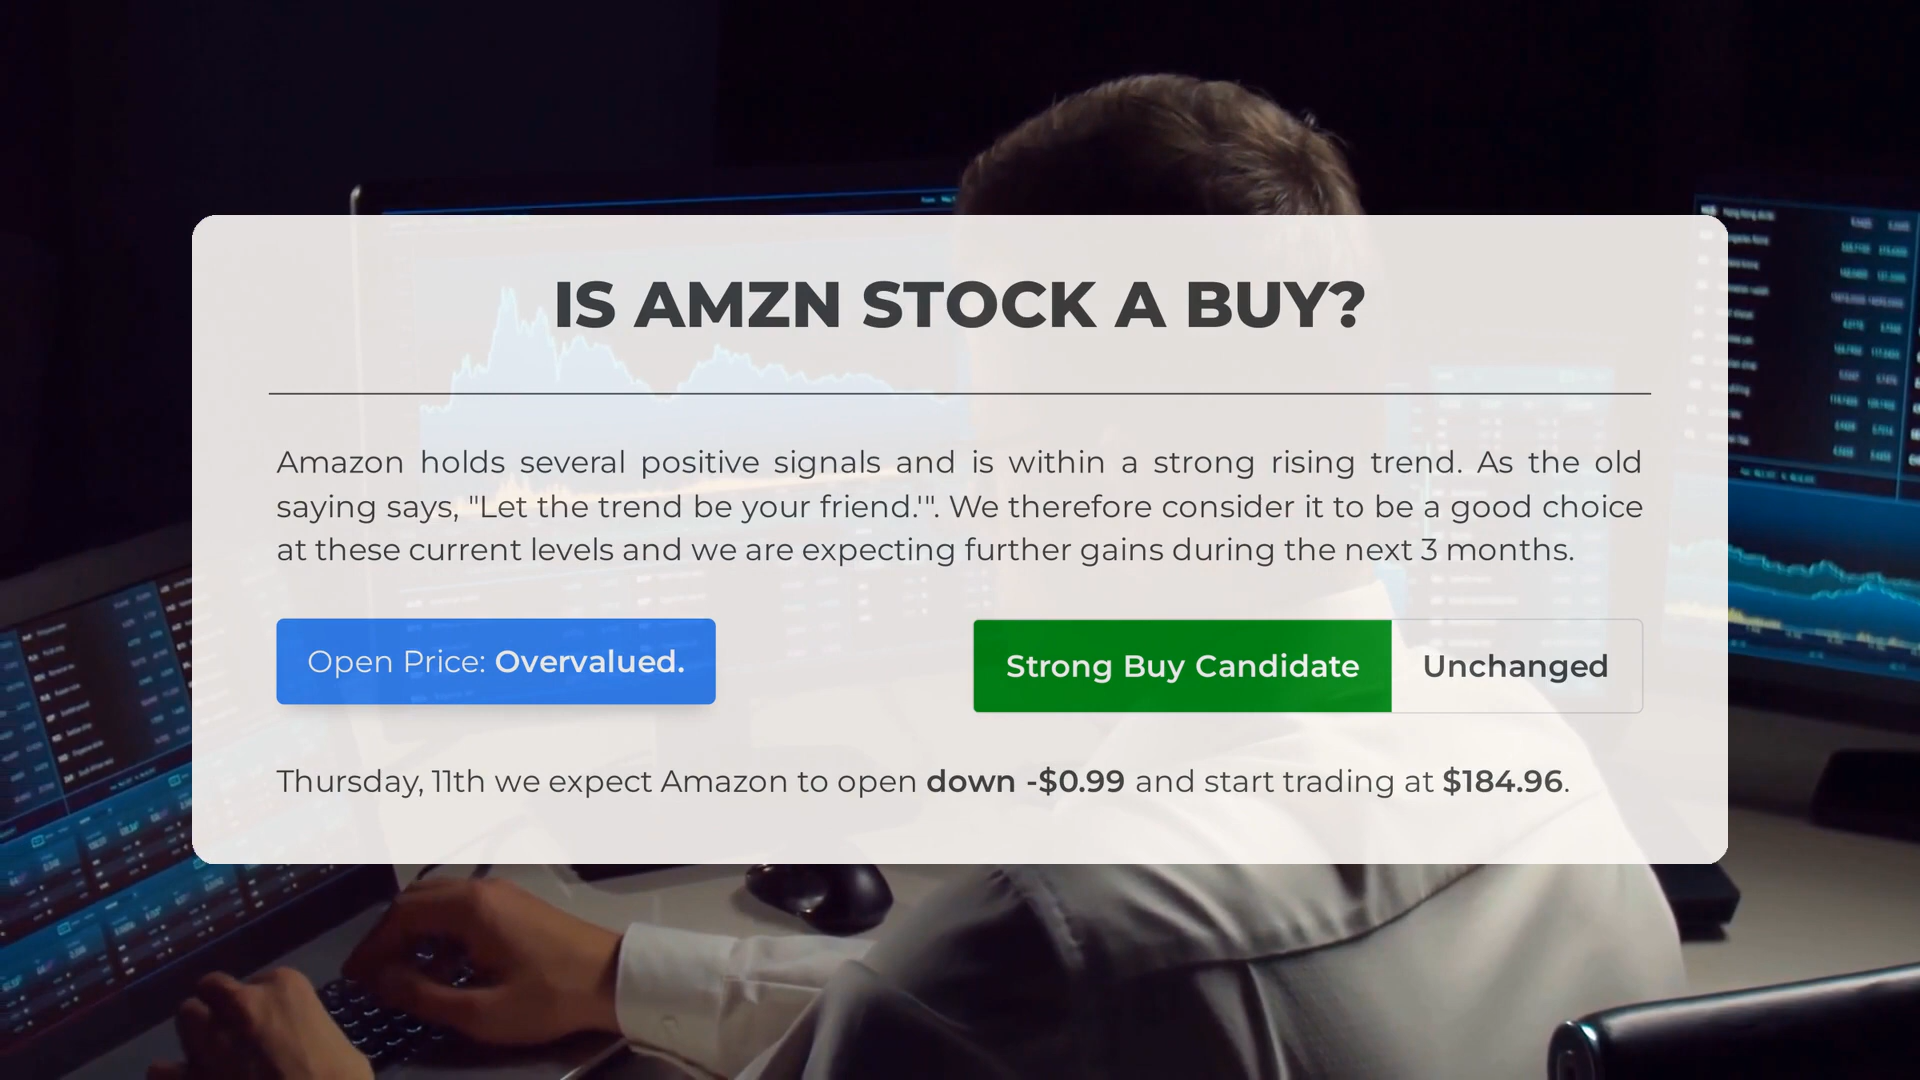 IS AMZN STOCK A BUY?
Amazon holds several positive signals and is within a strong rising trend. As the old
saying says, "Let the trend be your friend.'". We therefore consider it to be a good choice
at these current levels and we are expecting further gains during the next 3 months.
Open Price: Overvalued.
Strong Buy Candidate Unchanged
Thursday, 11th we expect Amazon to open down -$0.99 and start trading at $184.96.